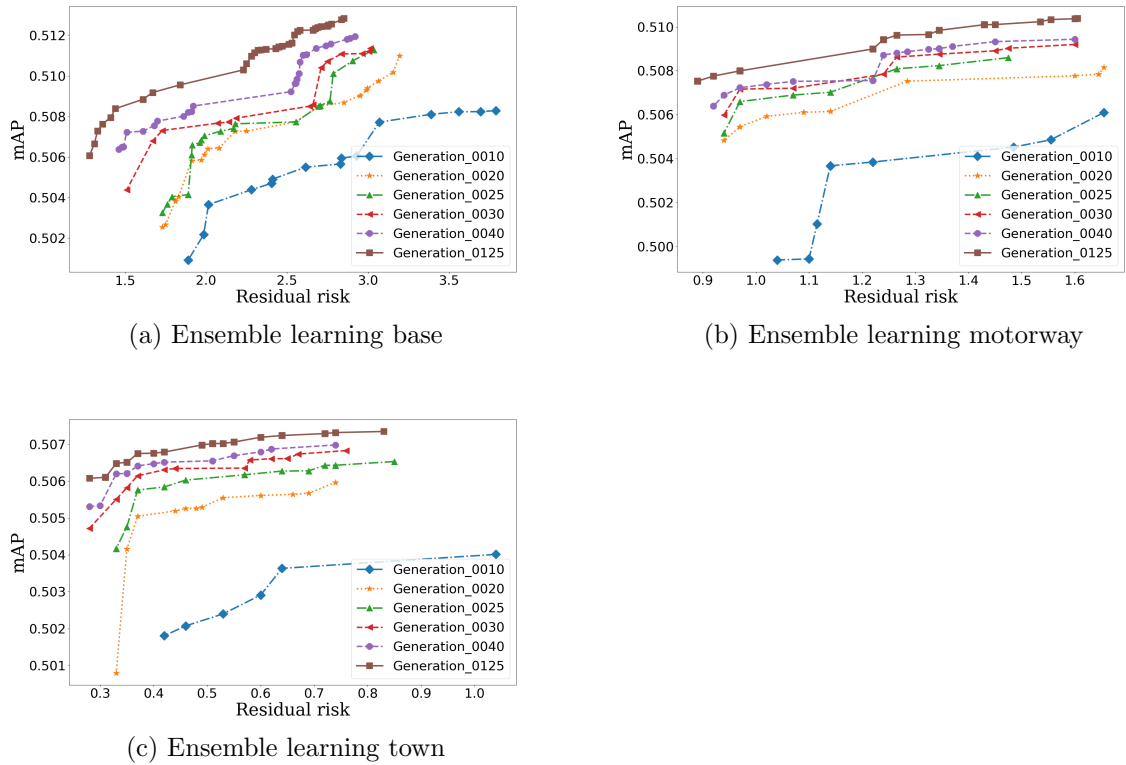 0.512
0.510
0.508
0.506
0.504
0.502
mAP
1.5 2.0 2.5 3.0 3.5
Residual risk
Generation_0010
Generation_0020
Generation_0025
Generation_0030
Generation_0040
Generation_0125
(a) Ensemble learning base
0.510
0.508
0.506
0.504
0.502
0.500
mAP
0.9 1.0 1.1 1.2 1.3 1.4 1.5 1.6
Residual risk
Generation_0010
Generation_0020
Generation_0025
Generation_0030
Generation_0040
Generation_0125
(b) Ensemble learning motorway
0.507
0.506
0.505
0.504
0.503
0.502
0.501
mAP
0.3 0.4 0.5 0.6 0.7 0.8 0.9 1.0
Residual risk
Generation_0010
Generation_0020
Generation_0025
Generation_0030
Generation_0040
Generation_0125
(c) Ensemble learning town